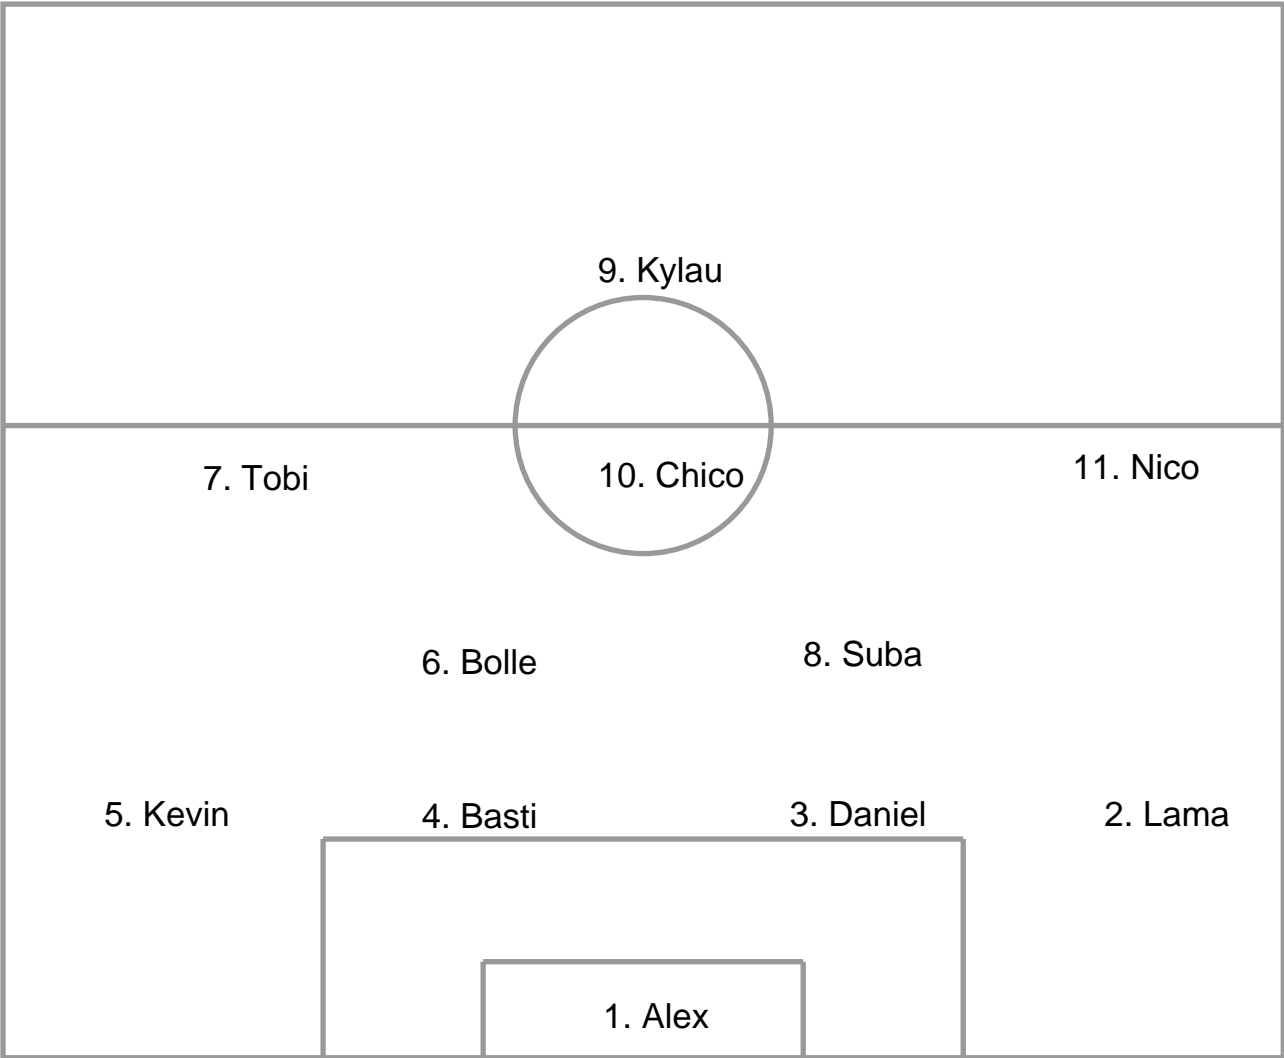 9. Kylau
7. Tobi
10. Chico
11. Nico
6. Bolle
8. Suba
5. Kevin
4. Basti
3. Daniel
2. Lama
1. Alex